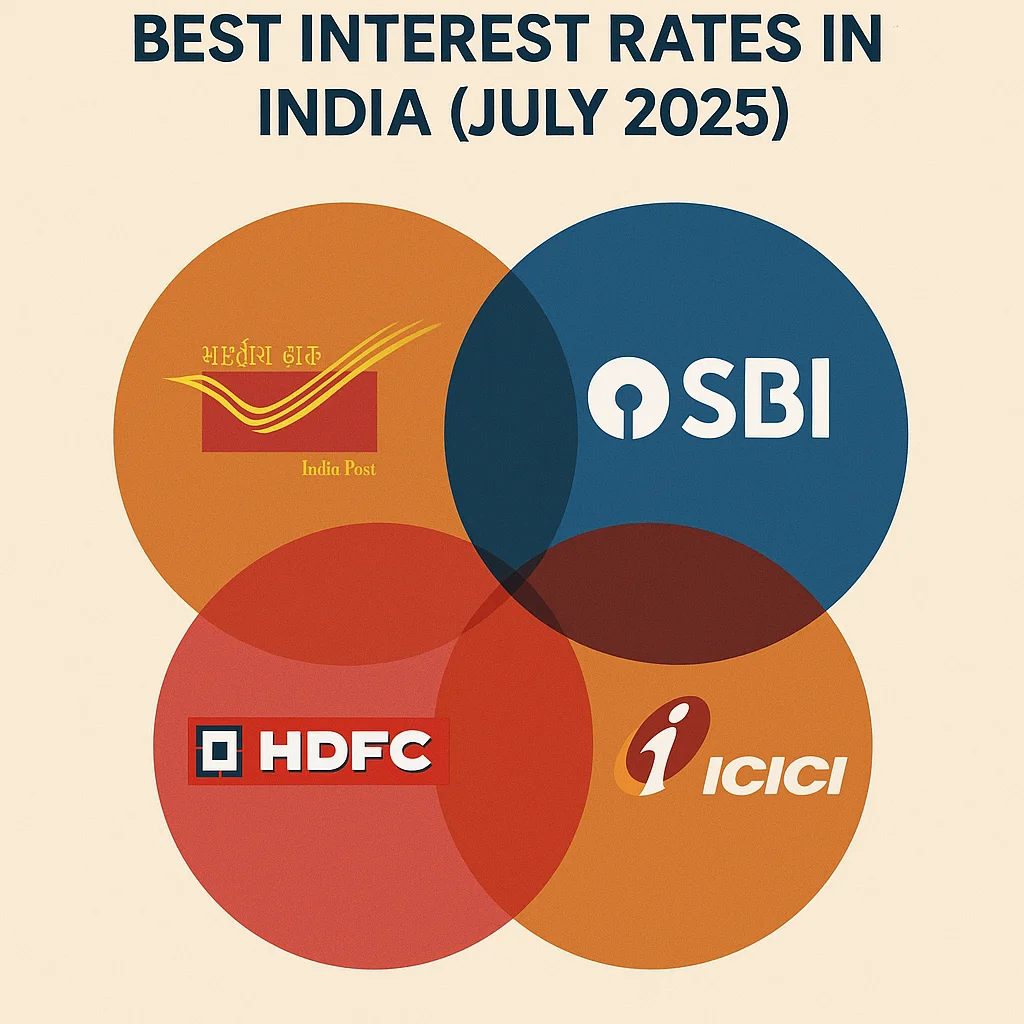 BEST INTEREST RATES IN
INDIA (JULY 2025)
India Post
SBI
HDFC
ICICI